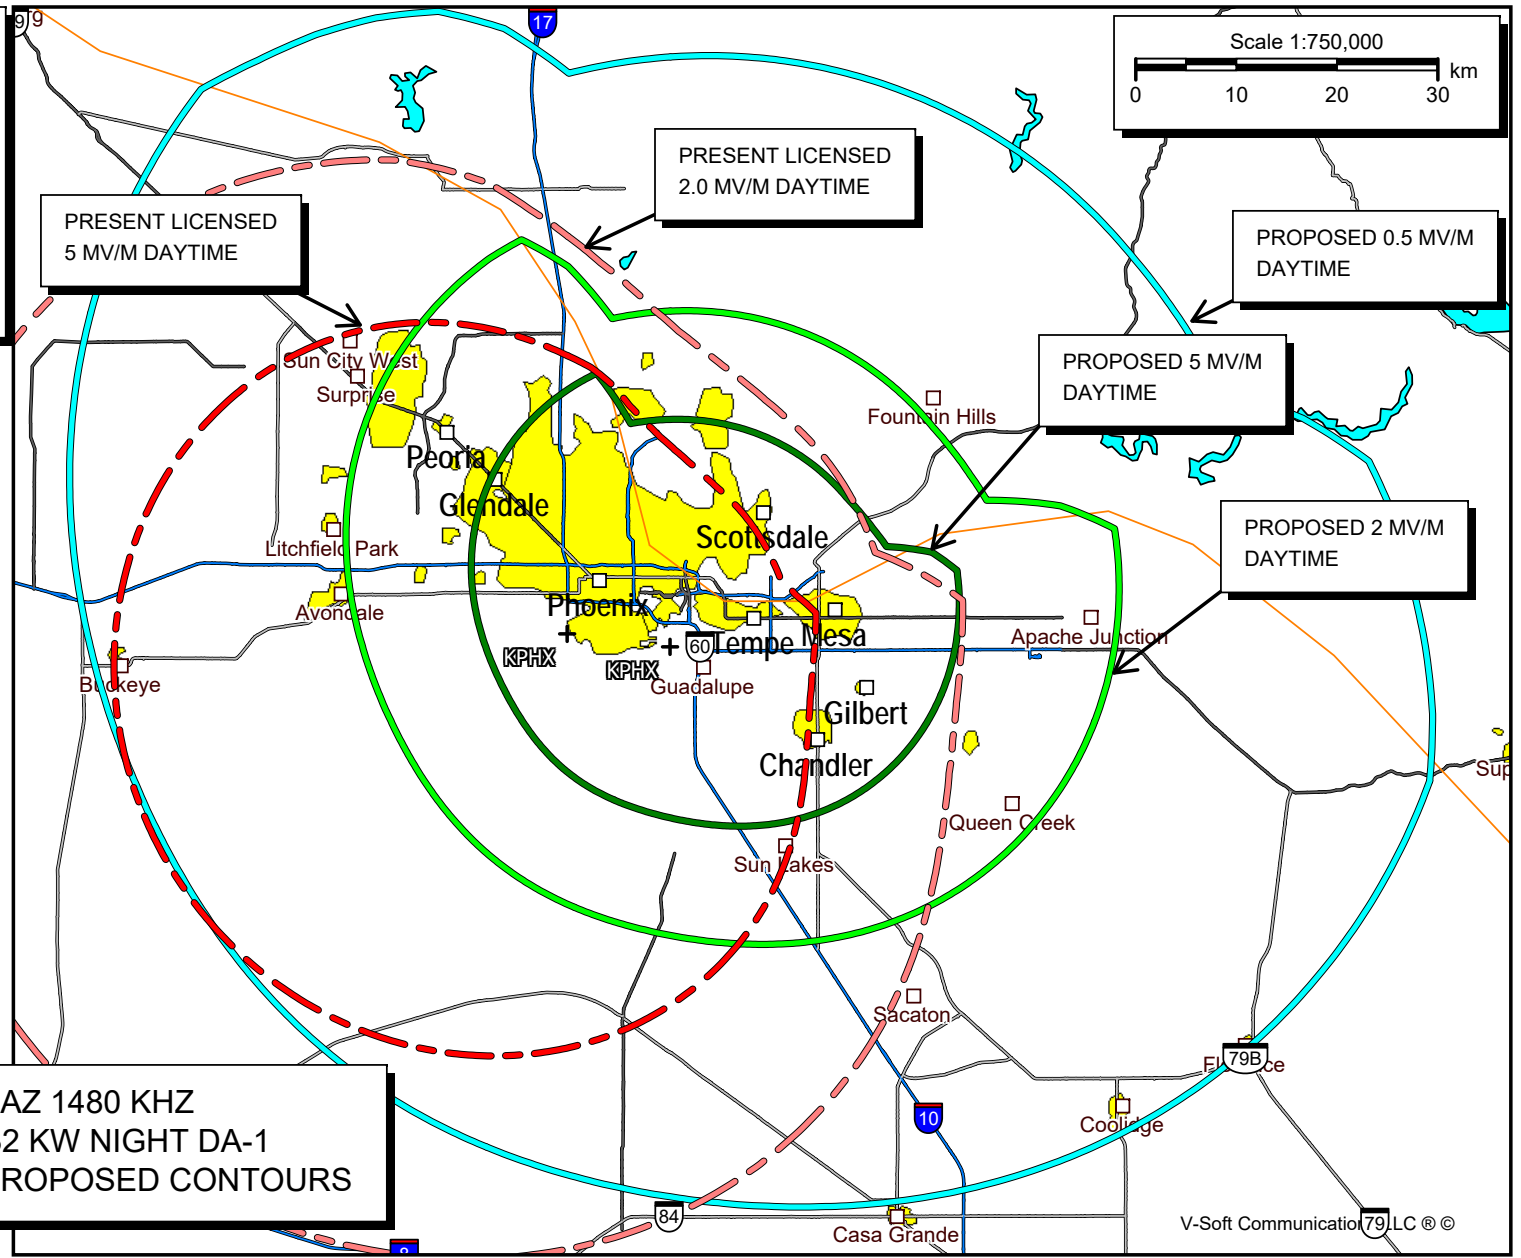 17
Scale 1:750,000
km
0 10 20 30
PRESENT LICENSED
2.0 MV/M DAYTIME
PRESENT LICENSED
5 MV/M DAYTIME
PROPOSED 0.5 MV/M
DAYTIME
PROPOSED 5 MV/M
DAYTIME
Sun City West
Surprise
Fountain Hills
Peoria
Glendale
Scottsdale
PROPOSED 2 MV/M
DAYTIME
Litchfield Park
Avondale
Phoenix
Tempe
Mesa
Apache Junction
60
KPHX
KPHX
Guadalupe
Buckeye
Gilbert
Chandler
Queen Creek
Sun Lakes
Sacaton
79B
Florence
Coolidge
10
AZ 1480 KHZ
2 KW NIGHT DA-1
ROPOSED CONTOURS
84
Casa Grande
V-Soft Communication
79
LLC ® ©
8